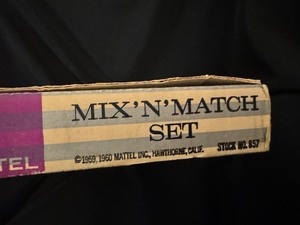 MIX'N'MATCH
SET
TEL
©1959, 1960 MATTEL INC., HAWTHORNE, CALIF. STOCK NO. 857